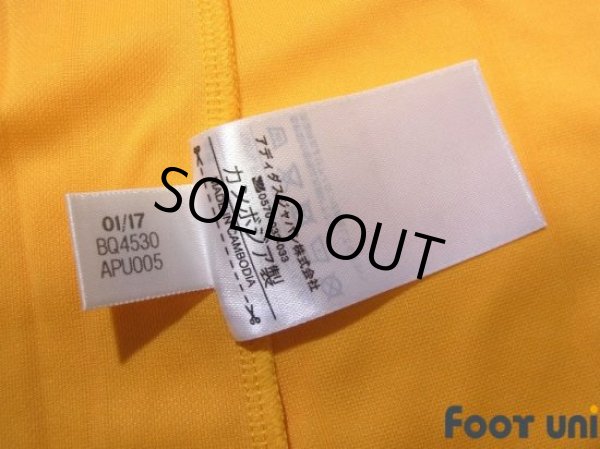 01/17
BQ4530
APU005
アディダスジャパン株式会社
カンボジア製
MADE IN CAMBODIA
SOLD OUT
FOOT UNI